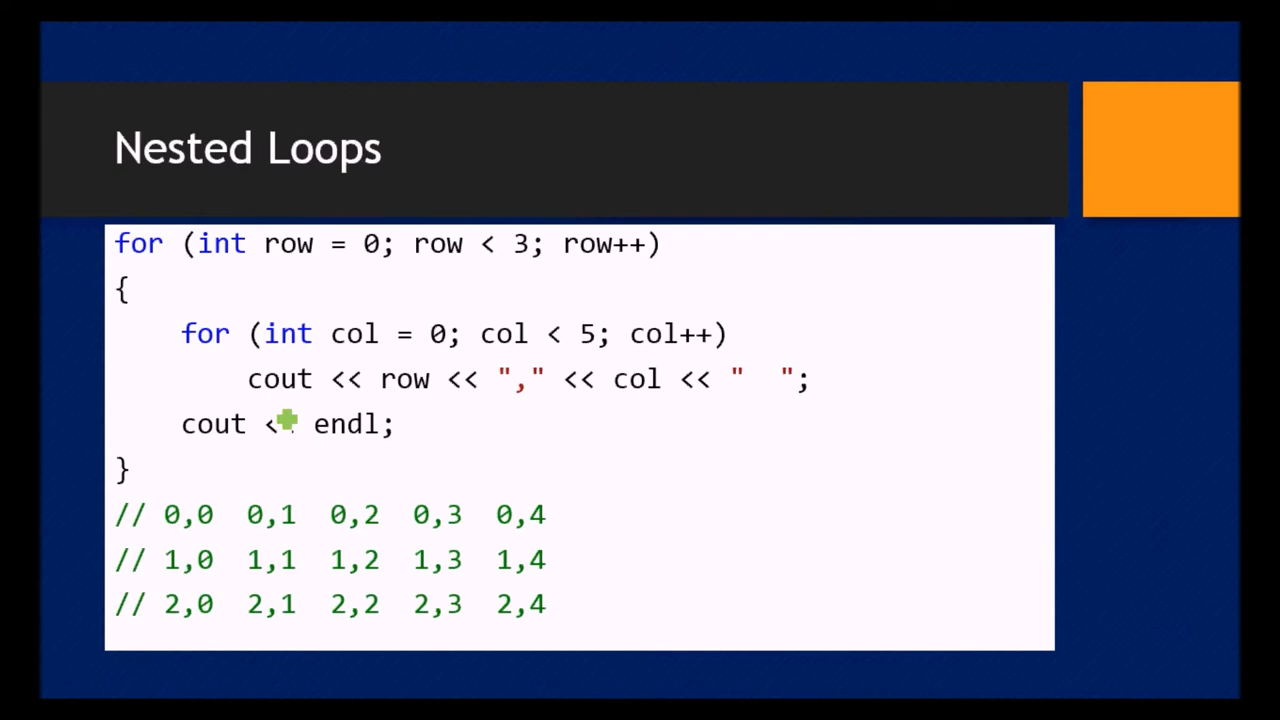 Nested Loops
for (int row = 0; row < 3; row++)
{
    for (int col = 0; col < 5; col++)
        cout << row << "," << col << "  ";
    cout < endl;
}
// 0,0  0,1  0,2  0,3  0,4
// 1,0  1,1  1,2  1,3  1,4
// 2,0  2,1  2,2  2,3  2,4